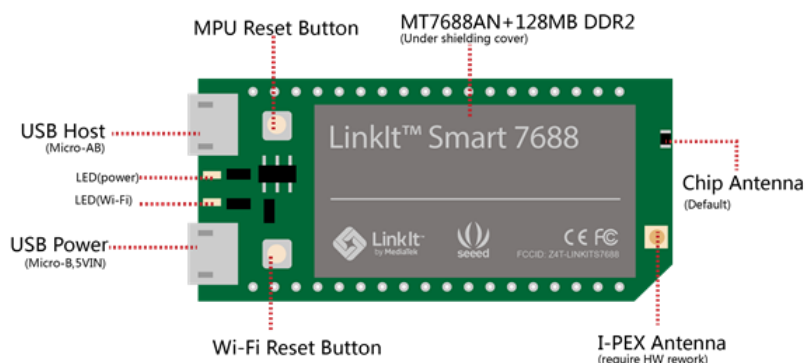 MPU Reset Button
MT7688AN+128MB DDR2
(Under shielding cover)
USB Host
(Micro-AB)
LinkIt™ Smart 7688
LED(power)
Chip Antenna
(Default)
LED(Wi-Fi)
USB Power
(Micro-B,5VIN)
LinkIt™
by MediaTek
seeed
CE FC
FCCID: Z4T-LINKITS7688
Wi-Fi Reset Button
I-PEX Antenna
(require HW rework)